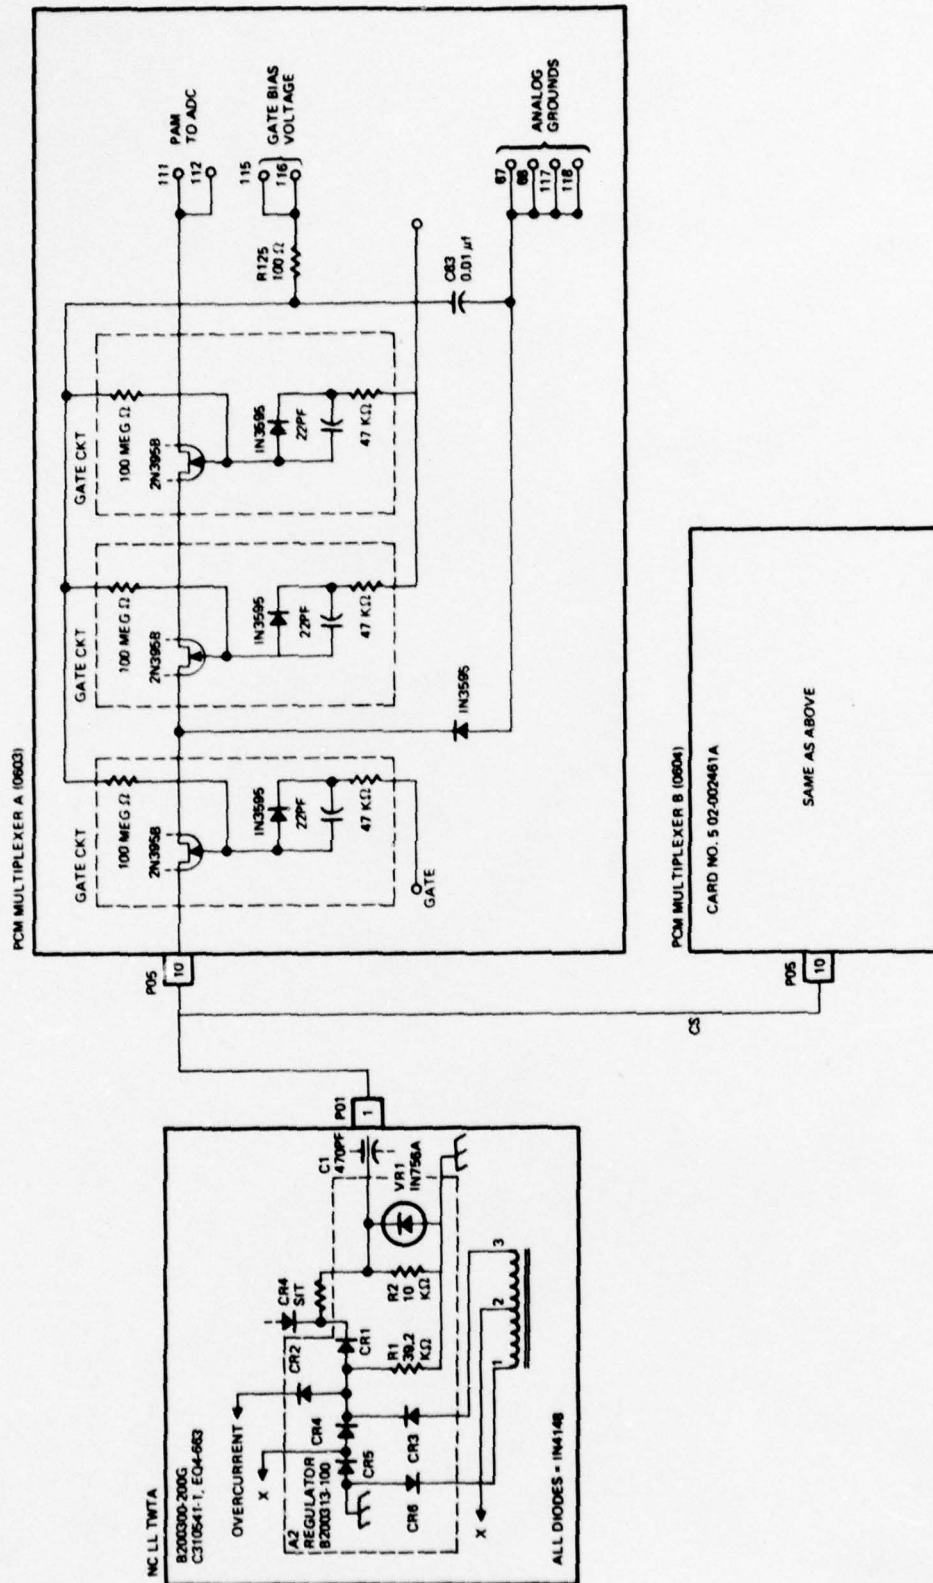 NC LL TWTA
B200300-200G
C310541-1, EQ4-663
OVERCURRENT
X
A2
REGULATOR
B200313-100
CR2
CR4
SIT
CR1
CR4
CR5
CR3
CR6
X
R1
39.2
KΩ
R2
10
KΩ
VR1
IN756A
C1
470PF
P01
1
1
2
3
ALL DIODES = IN4148
CS
PCM MULTIPLEXER A (0603)
P05
10
GATE CKT
100 MEG Ω
2N3958
IN3595
22PF
47 KΩ
GATE
GATE CKT
100 MEG Ω
2N3958
IN3595
22PF
47 KΩ
IN3595
GATE CKT
100 MEG Ω
2N3958
IN3595
22PF
47 KΩ
R125
100 Ω
C83
0.01 µf
111
112
PAM
TO ADC
115
116
GATE BIAS
VOLTAGE
67
68
117
118
ANALOG
GROUNDS
PCM MULTIPLEXER B (0604)
CARD NO. 5 02-002461A
P05
10
SAME AS ABOVE